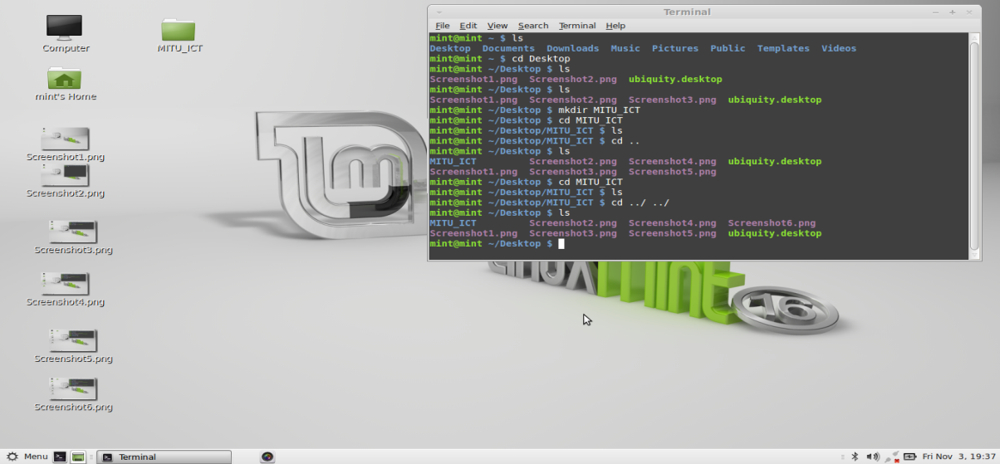 Computer
MITU_ICT
mint's Home
Screenshot1.png
Screenshot2.png
Screenshot3.png
Screenshot4.png
Screenshot5.png
Screenshot6.png
Terminal
File Edit View Search Terminal Help
mint@mint ~ $ ls
Desktop Documents Downloads Music Pictures Public Templates Videos
mint@mint ~ $ cd Desktop
mint@mint ~/Desktop $ ls
Screenshot1.png Screenshot2.png ubiquity.desktop
mint@mint ~/Desktop $ ls
Screenshot1.png Screenshot2.png Screenshot3.png ubiquity.desktop
mint@mint ~/Desktop $ mkdir MITU_ICT
mint@mint ~/Desktop $ cd MITU_ICT
mint@mint ~/Desktop/MITU_ICT $ ls
mint@mint ~/Desktop/MITU_ICT $ cd ..
mint@mint ~/Desktop $ ls
MITU_ICT Screenshot2.png Screenshot4.png ubiquity.desktop
Screenshot1.png Screenshot3.png Screenshot5.png
mint@mint ~/Desktop $ cd MITU_ICT
mint@mint ~/Desktop/MITU_ICT $ ls
mint@mint ~/Desktop/MITU_ICT $ cd ../ ../
mint@mint ~/Desktop $ ls
MITU_ICT Screenshot2.png Screenshot4.png Screenshot6.png
Screenshot1.png Screenshot3.png Screenshot5.png ubiquity.desktop
mint@mint ~/Desktop $
Linux mint 16
Menu Terminal Fri Nov 3, 19:37